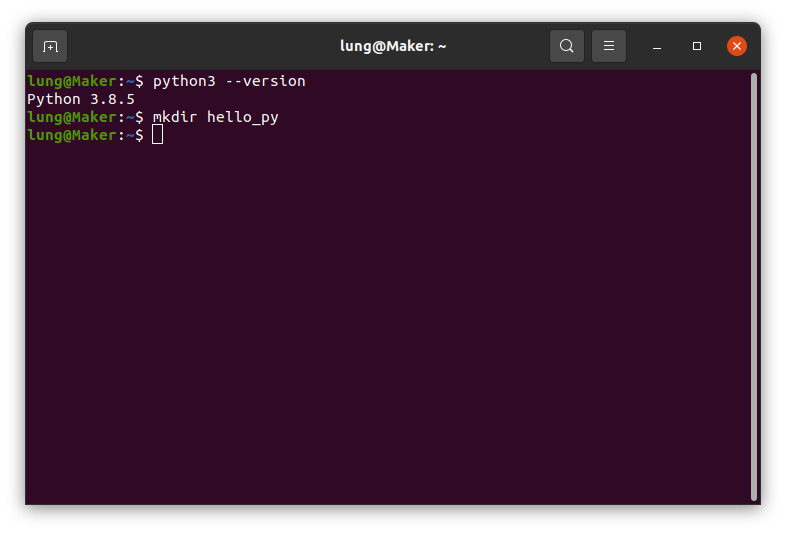 lung@Maker: ~
lung@Maker:~$ python3 --version
Python 3.8.5
lung@Maker:~$ mkdir hello_py
lung@Maker:~$